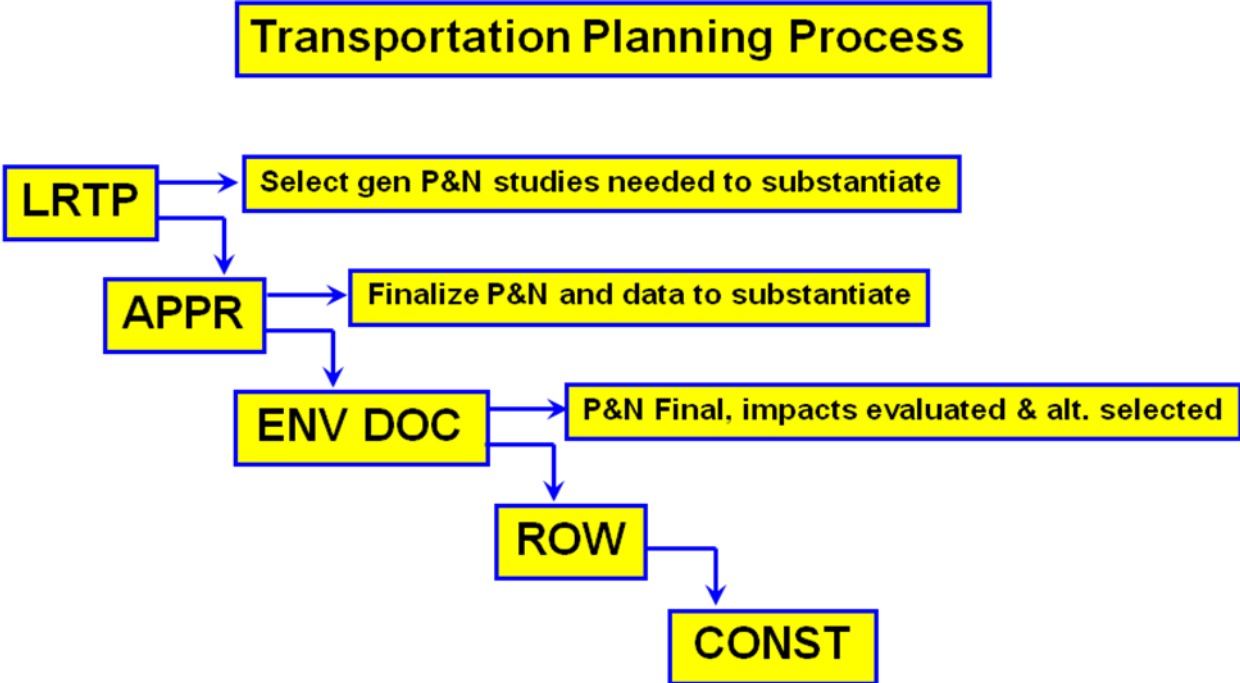 Transportation Planning Process
LRTP
Select gen P&N studies needed to substantiate
APPR
Finalize P&N and data to substantiate
ENV DOC
P&N Final, impacts evaluated & alt. selected
ROW
CONST